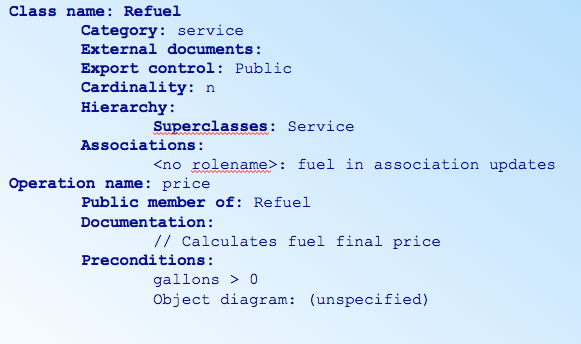 Class name: Refuel
Category: service
External documents:
Export control: Public
Cardinality: n
Hierarchy:
Superclasses: Service
Associations:
<no rolename>: fuel in association updates
Operation name: price
Public member of: Refuel
Documentation:
// Calculates fuel final price
Preconditions:
gallons > 0
Object diagram: (unspecified)